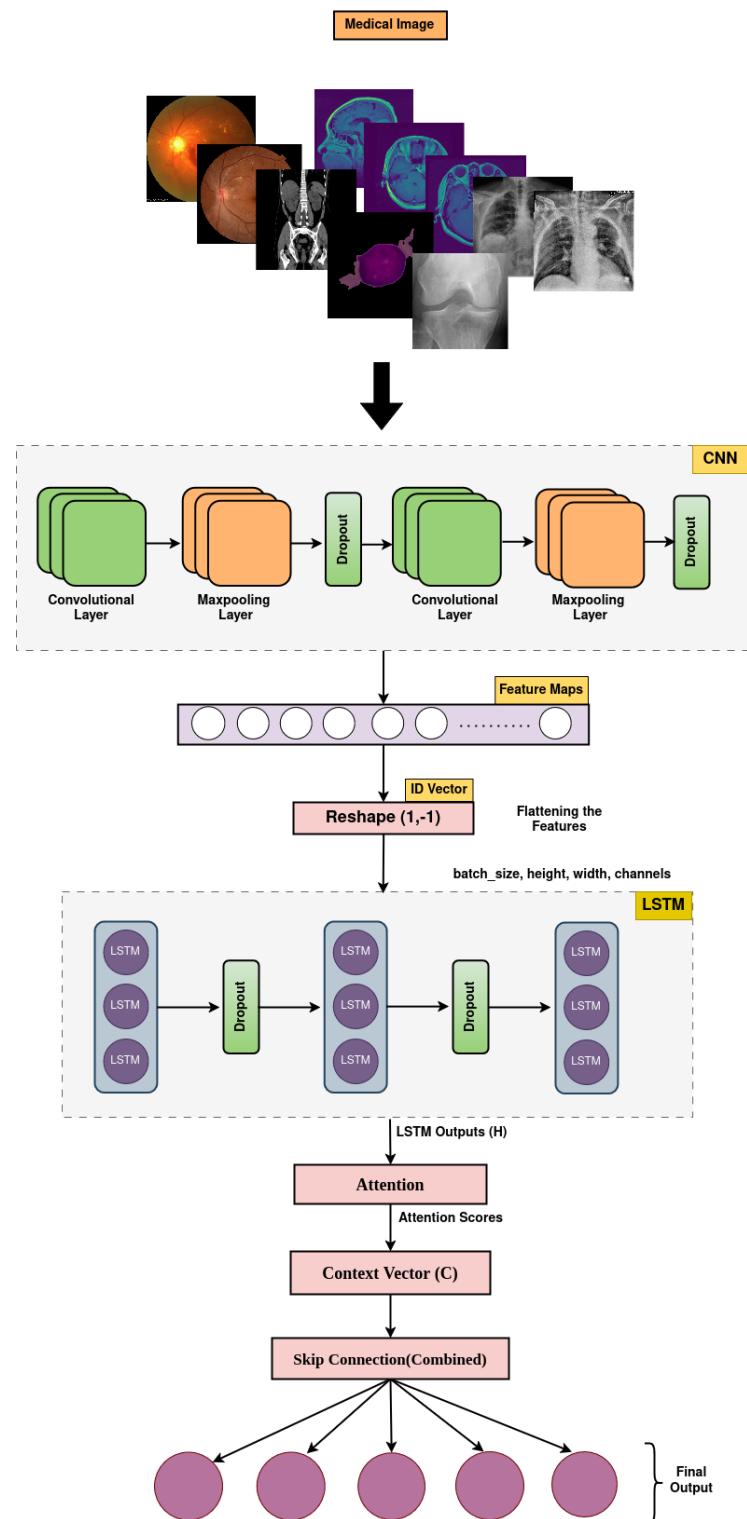 Medical Image
CNN
Dropout
Dropout
Convolutional
Layer
Maxpooling
Layer
Convolutional
Layer
Maxpooling
Layer
Feature Maps
..........
ID Vector
Reshape (1,-1)
Flattening the
Features
batch_size, height, width, channels
LSTM
LSTM
LSTM
LSTM
Dropout
LSTM
LSTM
LSTM
Dropout
LSTM
LSTM
LSTM
LSTM Outputs (H)
Attention
Attention Scores
Context Vector (C)
Skip Connection(Combined)
Final
Output